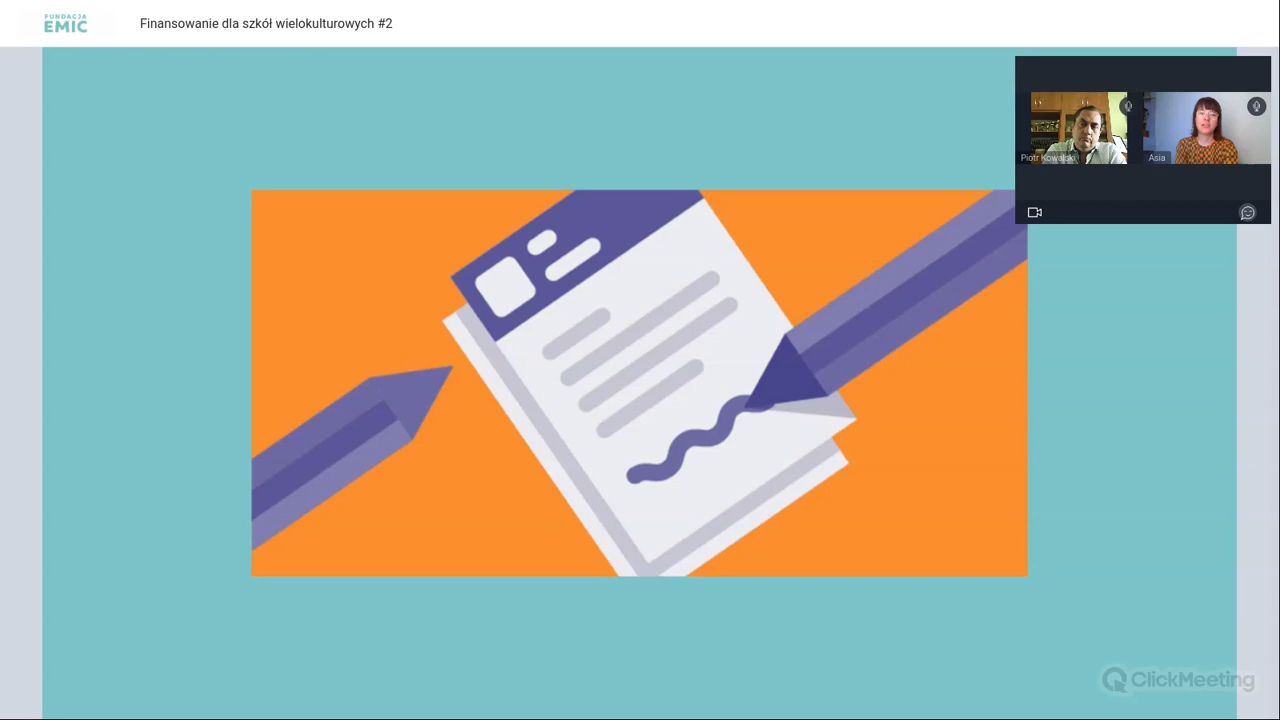 FUNDACJA
EMIC
Finansowanie dla szkół wielokulturowych #2
Piotr Kowalski
Asia
ClickMeeting